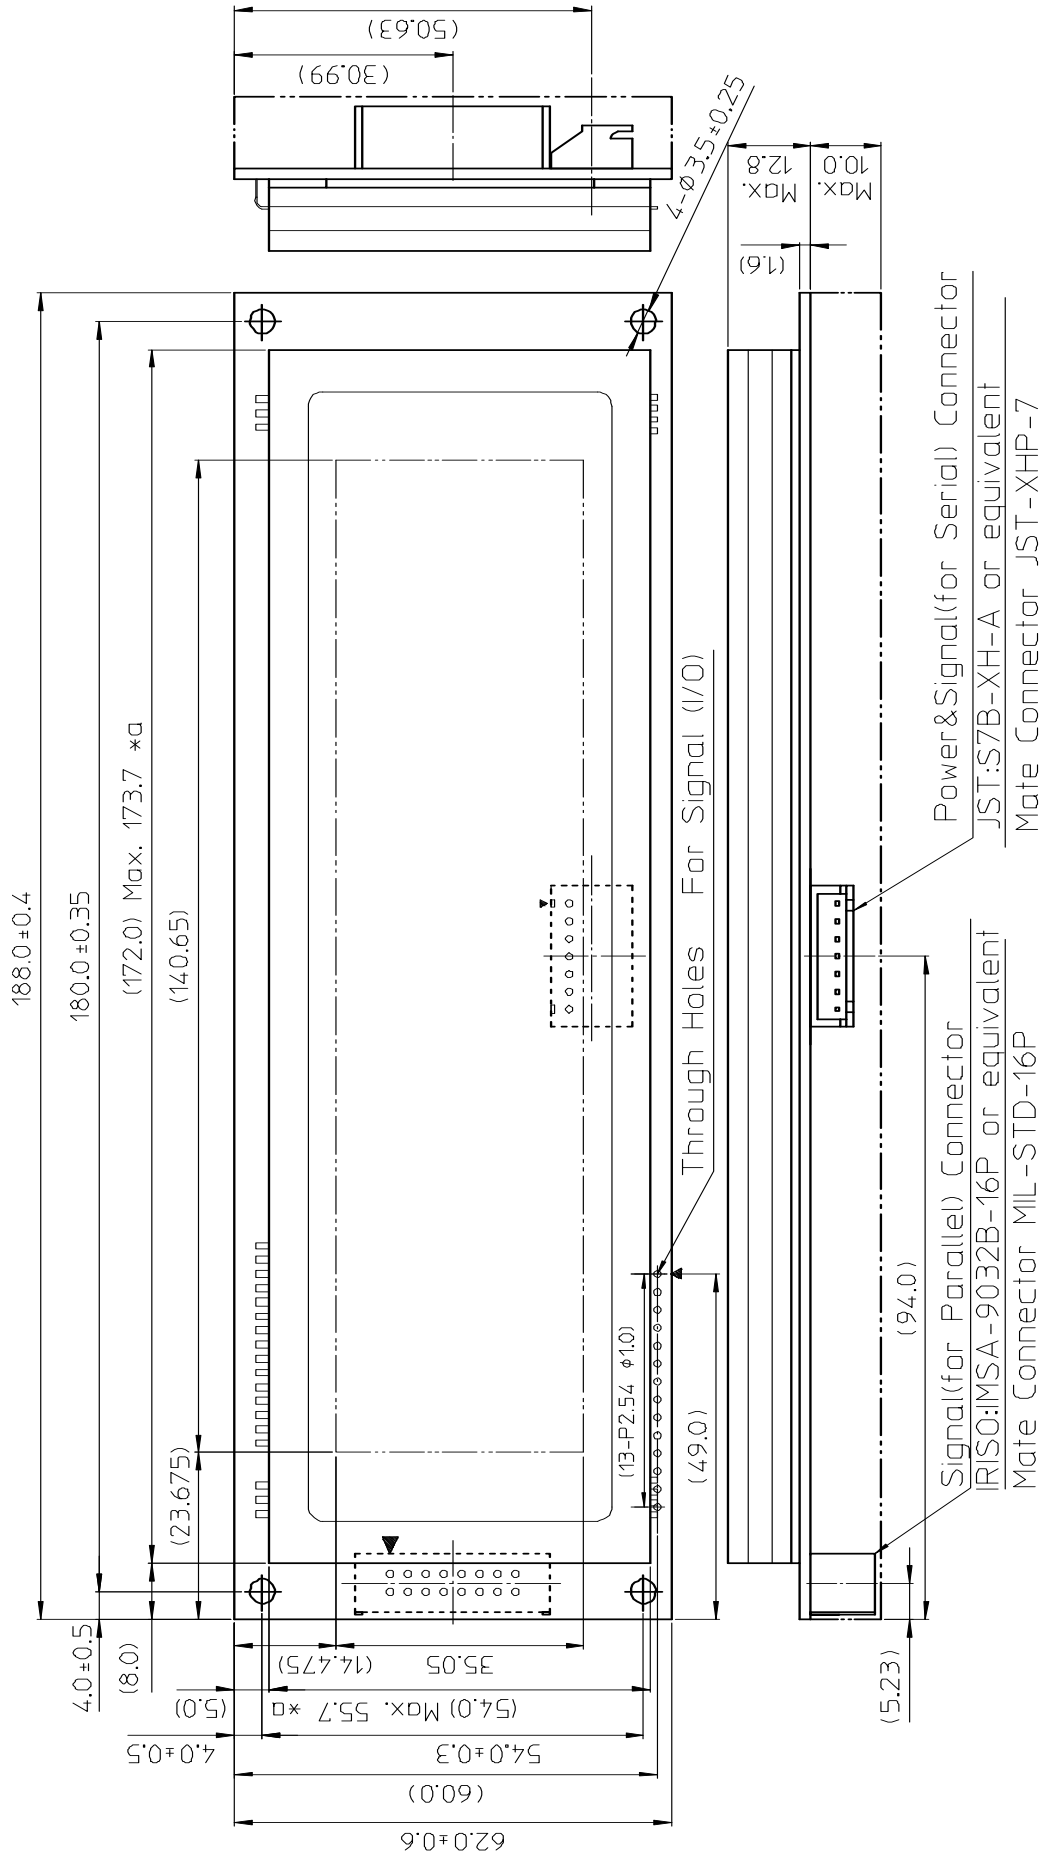 188.0±0.4
180.0±0.35
(172.0) Max. 173.7 *a
(140.65)
(23.675)
4.0±0.5
(8.0)
(50.63)
(30.99)
4-Φ3.5±0.25
(14.475)
35.05
(5.0)
(54.0) Max. 55.7 *a
4.0±0.5
54.0±0.3
(60.0)
62.0±0.6
(13-P2.54 Φ1.0)
(49.0)
Through Holes For Signal (I/O)
Max.
12.8
Max.
10.0
(1.6)
(94.0)
(5.23)
Power&Signal(for Serial) Connector
JST:S7B-XH-A or equivalent
Mate Connector JST-XHP-7
Signal(for Parallel) Connector
IRISO:IMSA-9032B-16P or equivalent
Mate Connector MIL-STD-16P